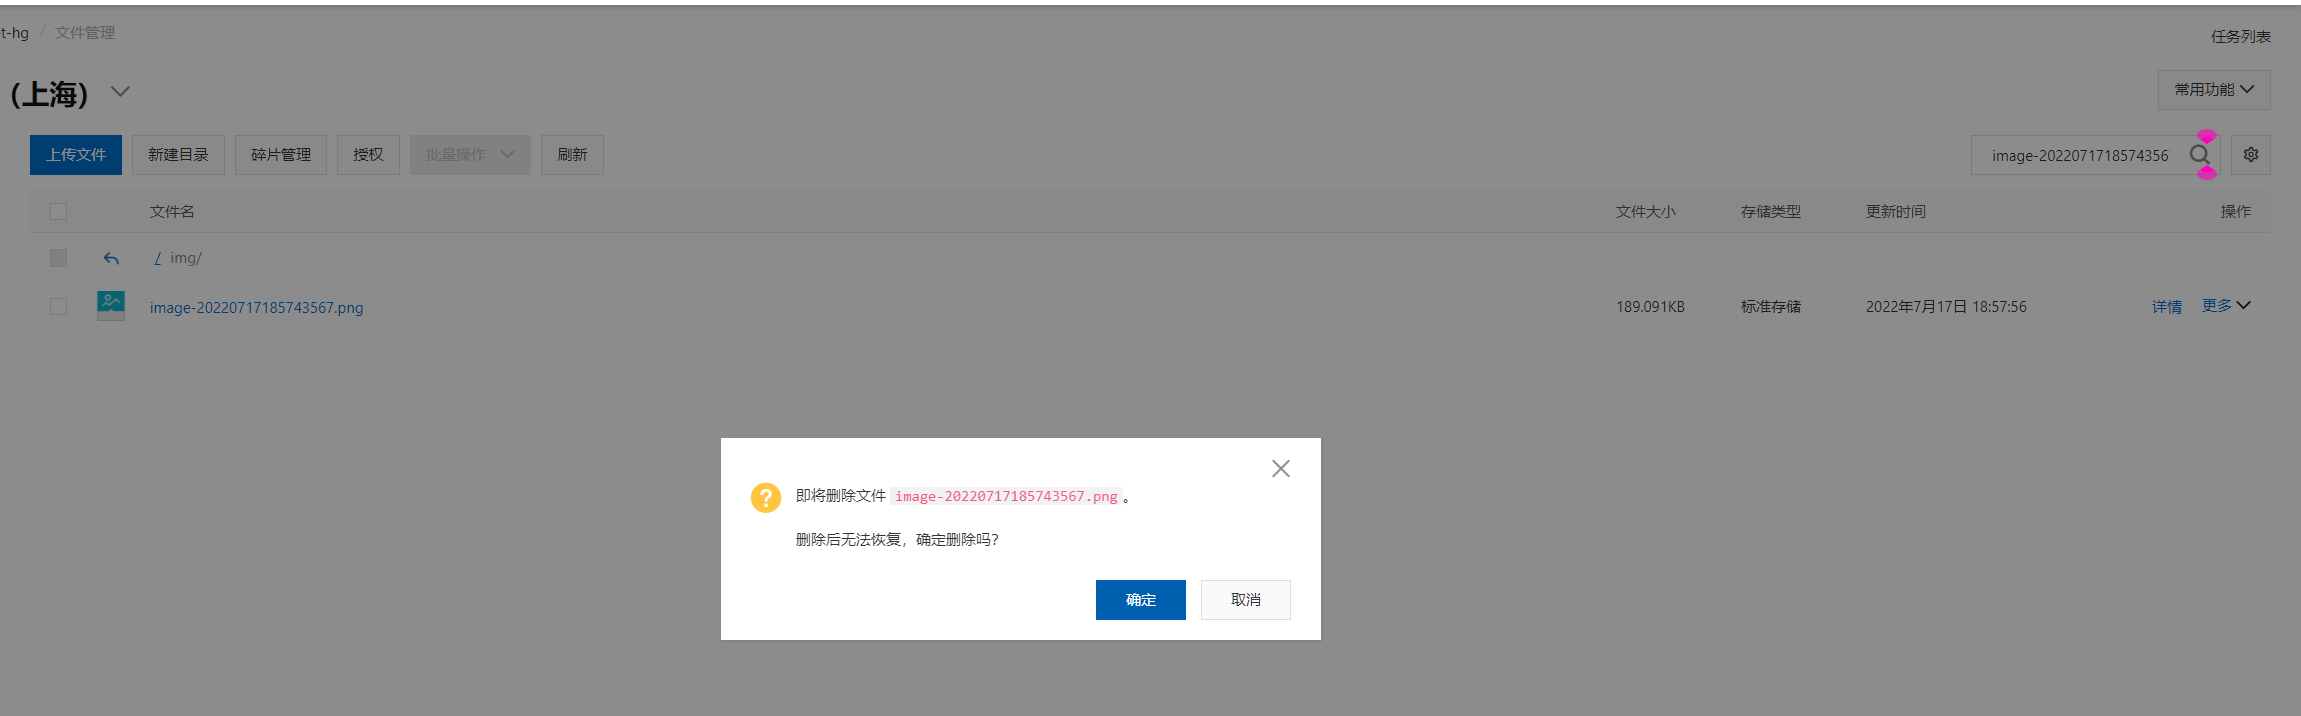 t-hg / 文件管理
任务列表
(上海)
常用功能
上传文件 新建目录 碎片管理 授权 批量操作 刷新
image-2022071718574356
文件名 文件大小 存储类型 更新时间 操作
/ img/
image-20220717185743567.png 189.091KB 标准存储 2022年7月17日 18:57:56 详情 更多
即将删除文件 image-20220717185743567.png 。
删除后无法恢复，确定删除吗？
确定 取消